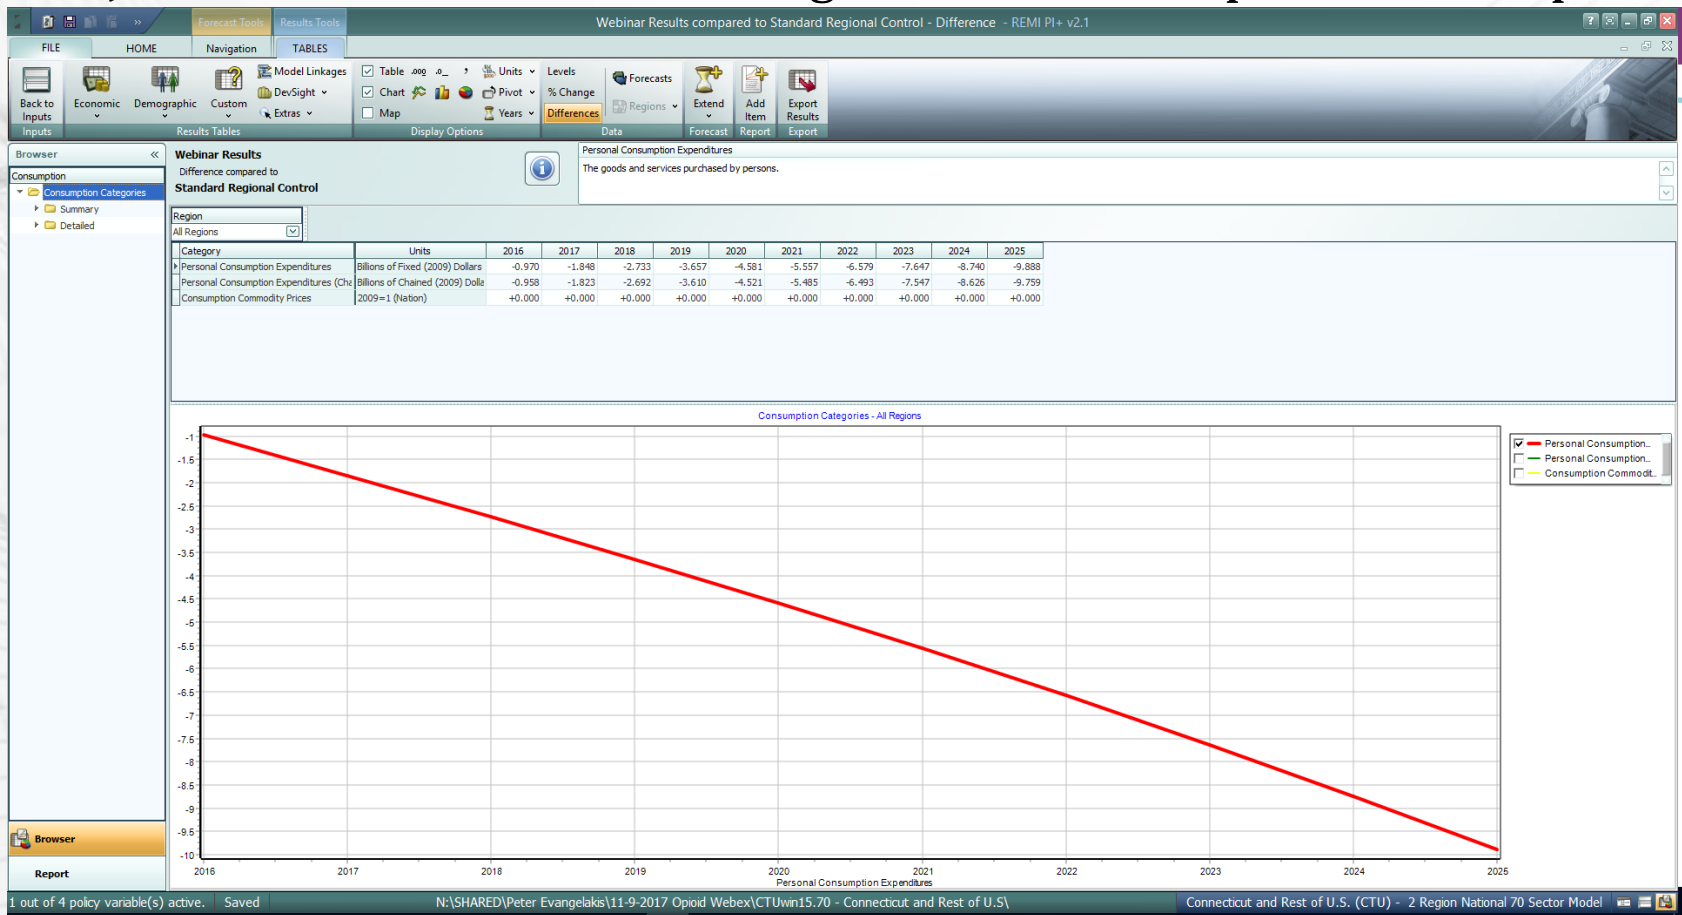 Forecast Tools Results Tools Webinar Results compared to Standard Regional Control - Difference - REMI PI+ v2.1
FILE HOME Navigation TABLES
Model Linkages Table .000 .0_ , Units Levels Forecasts
Back to Inputs Economic Demographic Custom DevSight Chart Pivot % Change Regions Extend Add Item Export Results
Extras Map Years Differences
Inputs Results Tables Display Options Data Forecast Report Export
Browser «
Consumption
Consumption Categories
Summary
Detailed
Webinar Results
Difference compared to
Standard Regional Control
Personal Consumption Expenditures
The goods and services purchased by persons.
Region
All Regions
Category Units 2016 2017 2018 2019 2020 2021 2022 2023 2024 2025
Personal Consumption Expenditures Billions of Fixed (2009) Dollars -0.970 -1.848 -2.733 -3.657 -4.581 -5.557 -6.579 -7.647 -8.740 -9.888
Personal Consumption Expenditures (Cha Billions of Chained (2009) Dolla -0.958 -1.823 -2.692 -3.610 -4.521 -5.485 -6.493 -7.547 -8.626 -9.759
Consumption Commodity Prices 2009=1 (Nation) +0.000 +0.000 +0.000 +0.000 +0.000 +0.000 +0.000 +0.000 +0.000 +0.000
Consumption Categories - All Regions
-1
-1.5
-2
-2.5
-3
-3.5
-4
-4.5
-5
-5.5
-6
-6.5
-7
-7.5
-8
-8.5
-9
-9.5
-10
2016 2017 2018 2019 2020 2021 2022 2023 2024 2025
Personal Consumption Expenditures
Personal Consumption...
Personal Consumption...
Consumption Commodit...
Browser
Report
1 out of 4 policy variable(s) active. Saved N:\SHARED\Peter Evangelakis\11-9-2017 Opioid Webex\CTUwin15.70 - Connecticut and Rest of U.S\ Connecticut and Rest of U.S. (CTU) - 2 Region National 70 Sector Model